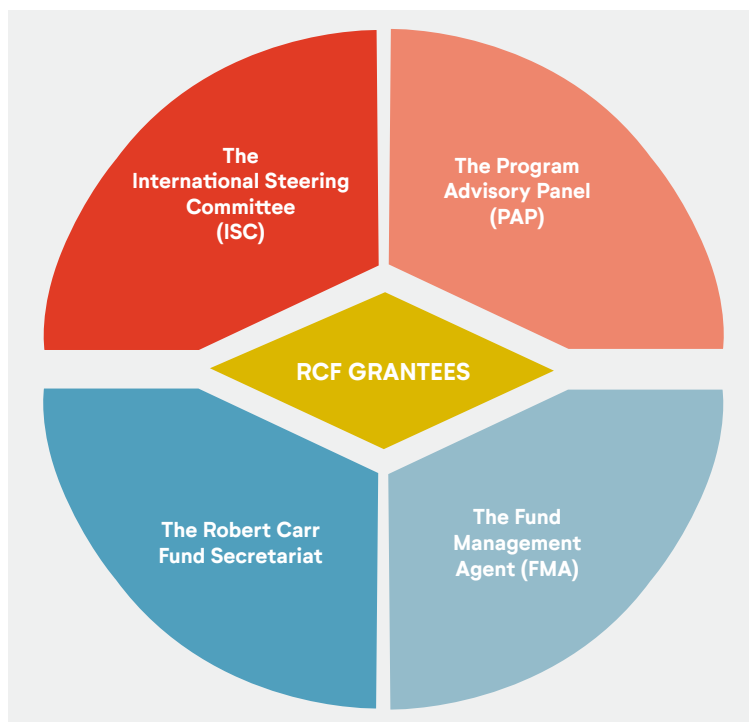 The
International Steering
Committee
(ISC)
The Program
Advisory Panel
(PAP)
RCF GRANTEES
The Robert Carr
Fund Secretariat
The Fund
Management
Agent (FMA)